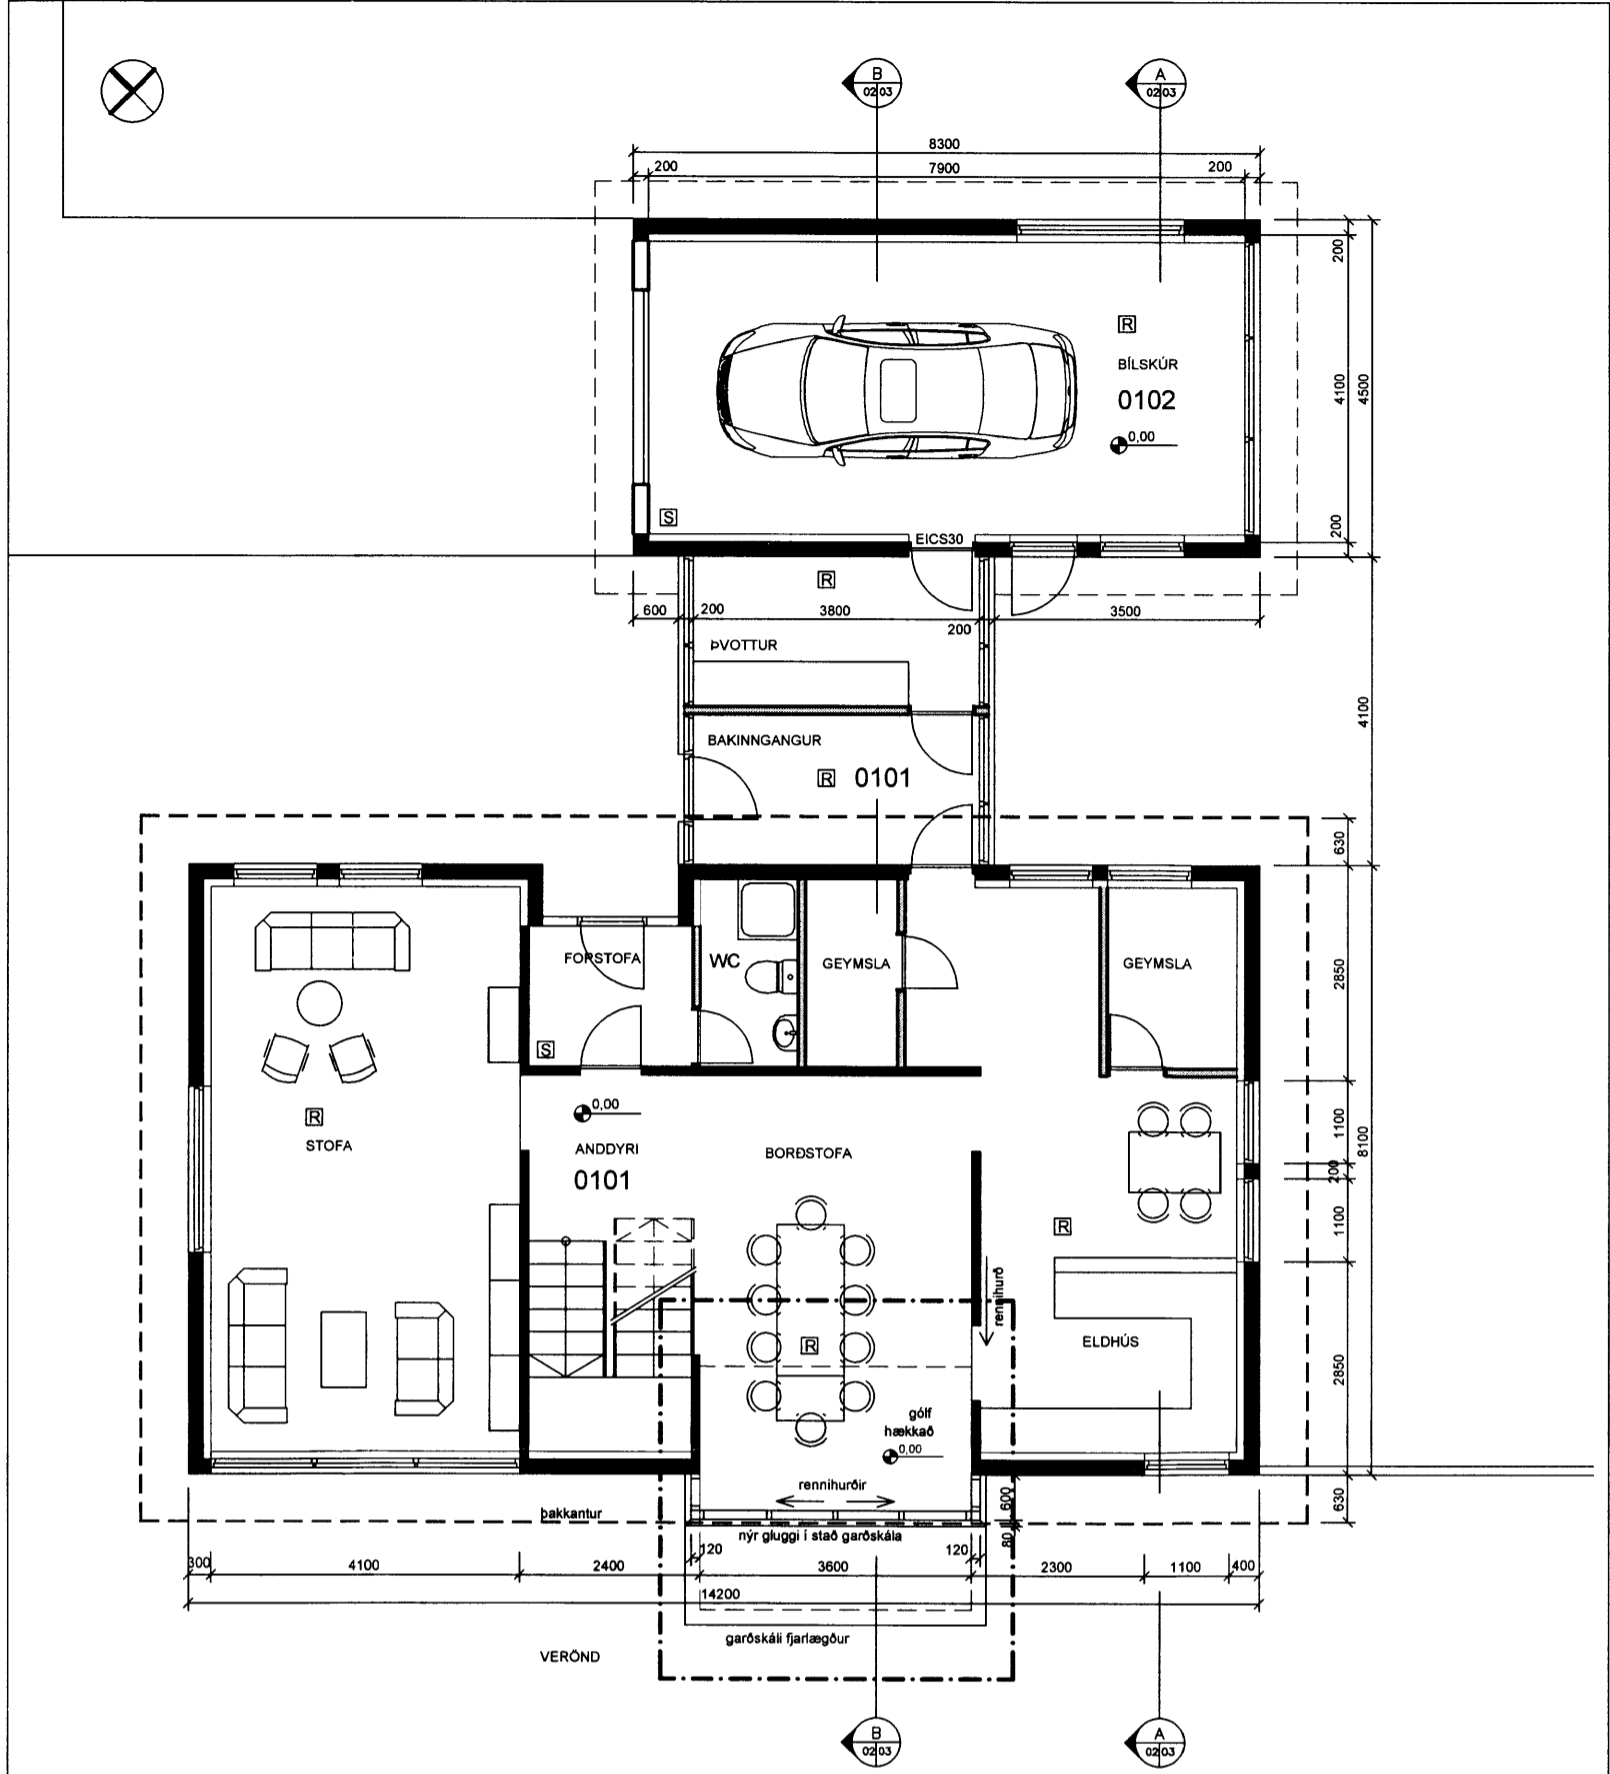 B
02 03
A
02 03
8300
200
7900
200
200
R
BÍLSKÚR
0102
0,00
4100
4500
S
EICS30
200
R
600
200
3800
200
3500
ÞVOTTUR
4100
BAKINNGANGUR
R
0101
630
FORSTOFA
WC
GEYMSLA
GEYMSLA
2850
S
R
STOFA
0,00
ANDDYRI
0101
BORÐSTOFA
1100
200
8100
1100
R
rennihurð
ELDHÚS
R
2850
gólf
hækkað
0,00
rennihurðir
þakkantur
nýr gluggi í stað garðskála
600
80
630
300
4100
2400
120
3600
120
2300
1100
400
14200
garðskáli fjarlægður
VERÖND
B
02 03
A
02 03